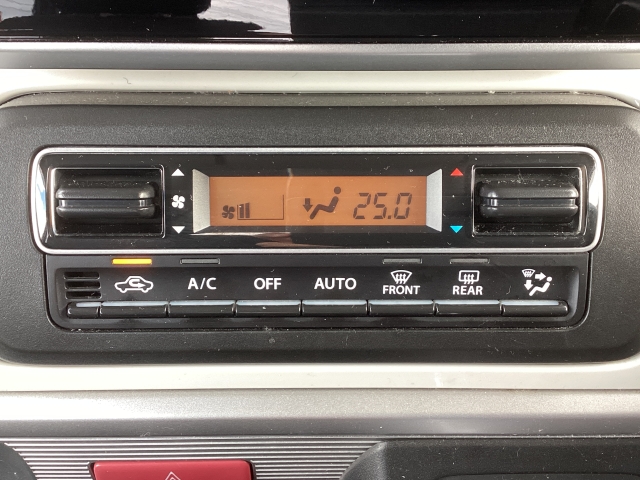 25.0
A/C OFF AUTO FRONT REAR